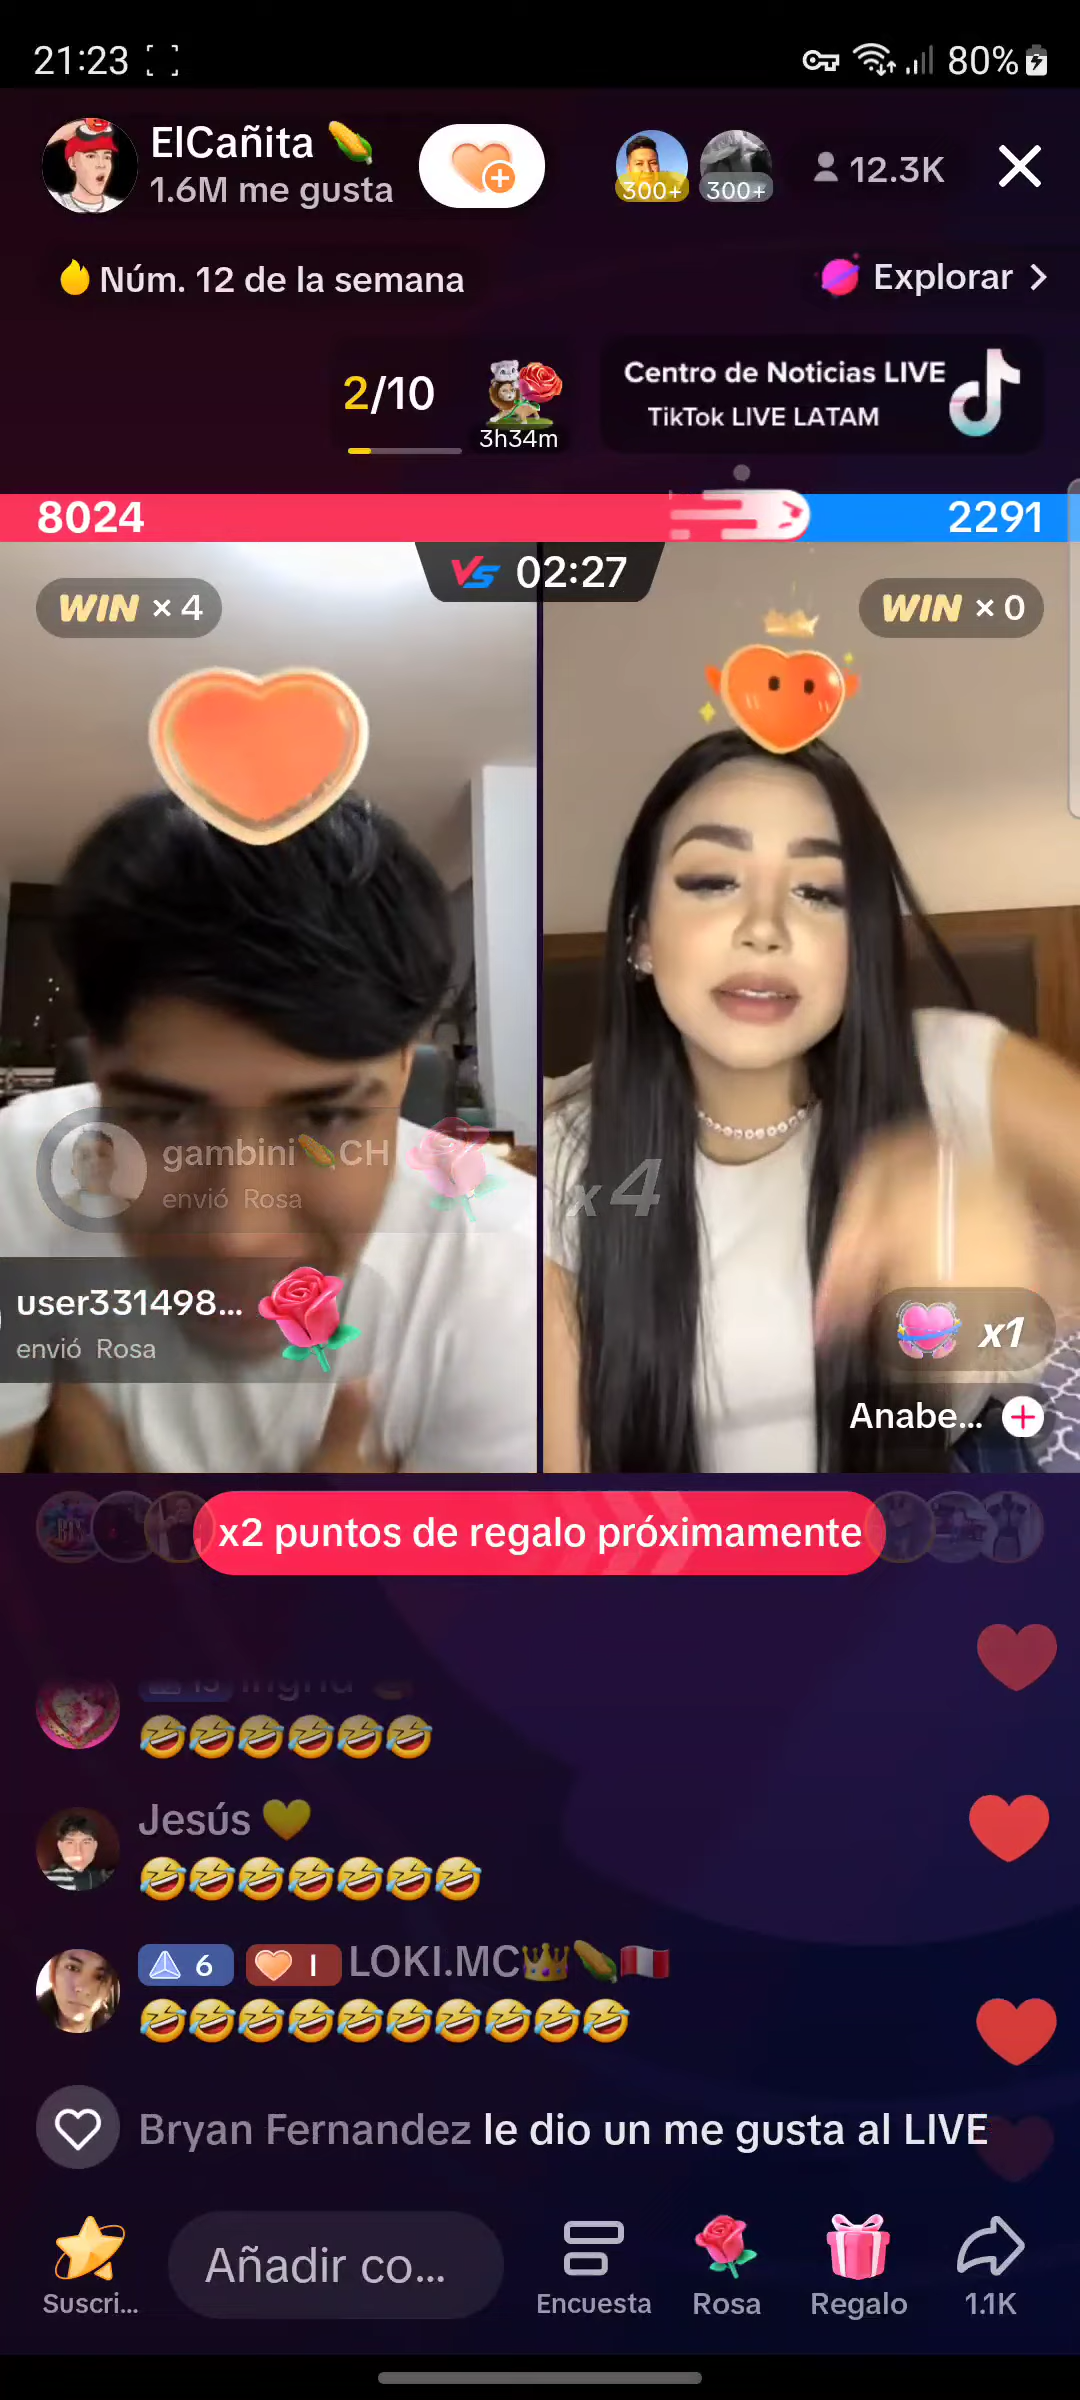 21:23
80%
ElCañita
1.6M me gusta
300+
300+
12.3K
Núm. 12 de la semana
Explorar
2/10
3h34m
Centro de Noticias LIVE
TikTok LIVE LATAM
8024
2291
VS 02:27
WIN × 4
WIN × 0
gambini CH
envió Rosa
x4
user331498...
envió Rosa
x1
Anabe...
BTS
x2 puntos de regalo próximamente
Jesús
6
I
LOKI.MC
Bryan Fernandez le dio un me gusta al LIVE
Suscri...
Añadir co...
Encuesta
Rosa
Regalo
1.1K